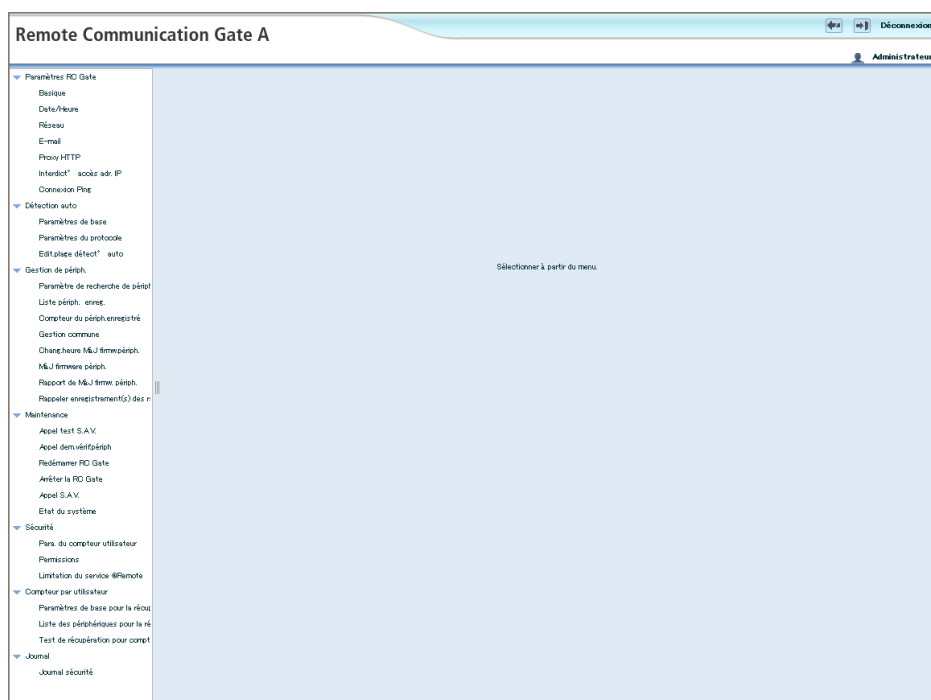 Remote Communication Gate A
Déconnexion
Administrateur
Paramètres RC Gate
Basique
Date/Heure
Réseau
E-mail
Proxy HTTP
Interdict° accès adr. IP
Connexion Ping
Détection auto
Paramètres de base
Paramètres du protocole
Edit.plage détect° auto
Gestion de périph.
Paramètre de recherche de périph
Liste périph. enreg.
Compteur du périph.enregistré
Gestion commune
Chang.heure MàJ firmw.périph.
MàJ firmware périph.
Rapport de MàJ firmw. périph.
Rappeler enregistrement(s) des
Maintenance
Appel test S.A.V.
Appel dem.vérif.périph
Redémarrer RC Gate
Arrêter la RC Gate
Appel S.A.V.
Etat du système
Sécurité
Para. du compteur utilisateur
Permissions
Limitation du service @Remote
Compteur par utilisateur
Paramètres de base pour la récup
Liste des périphériques pour la ré
Test de récupération pour compt
Journal
Journal sécurité
Sélectionner à partir du menu.